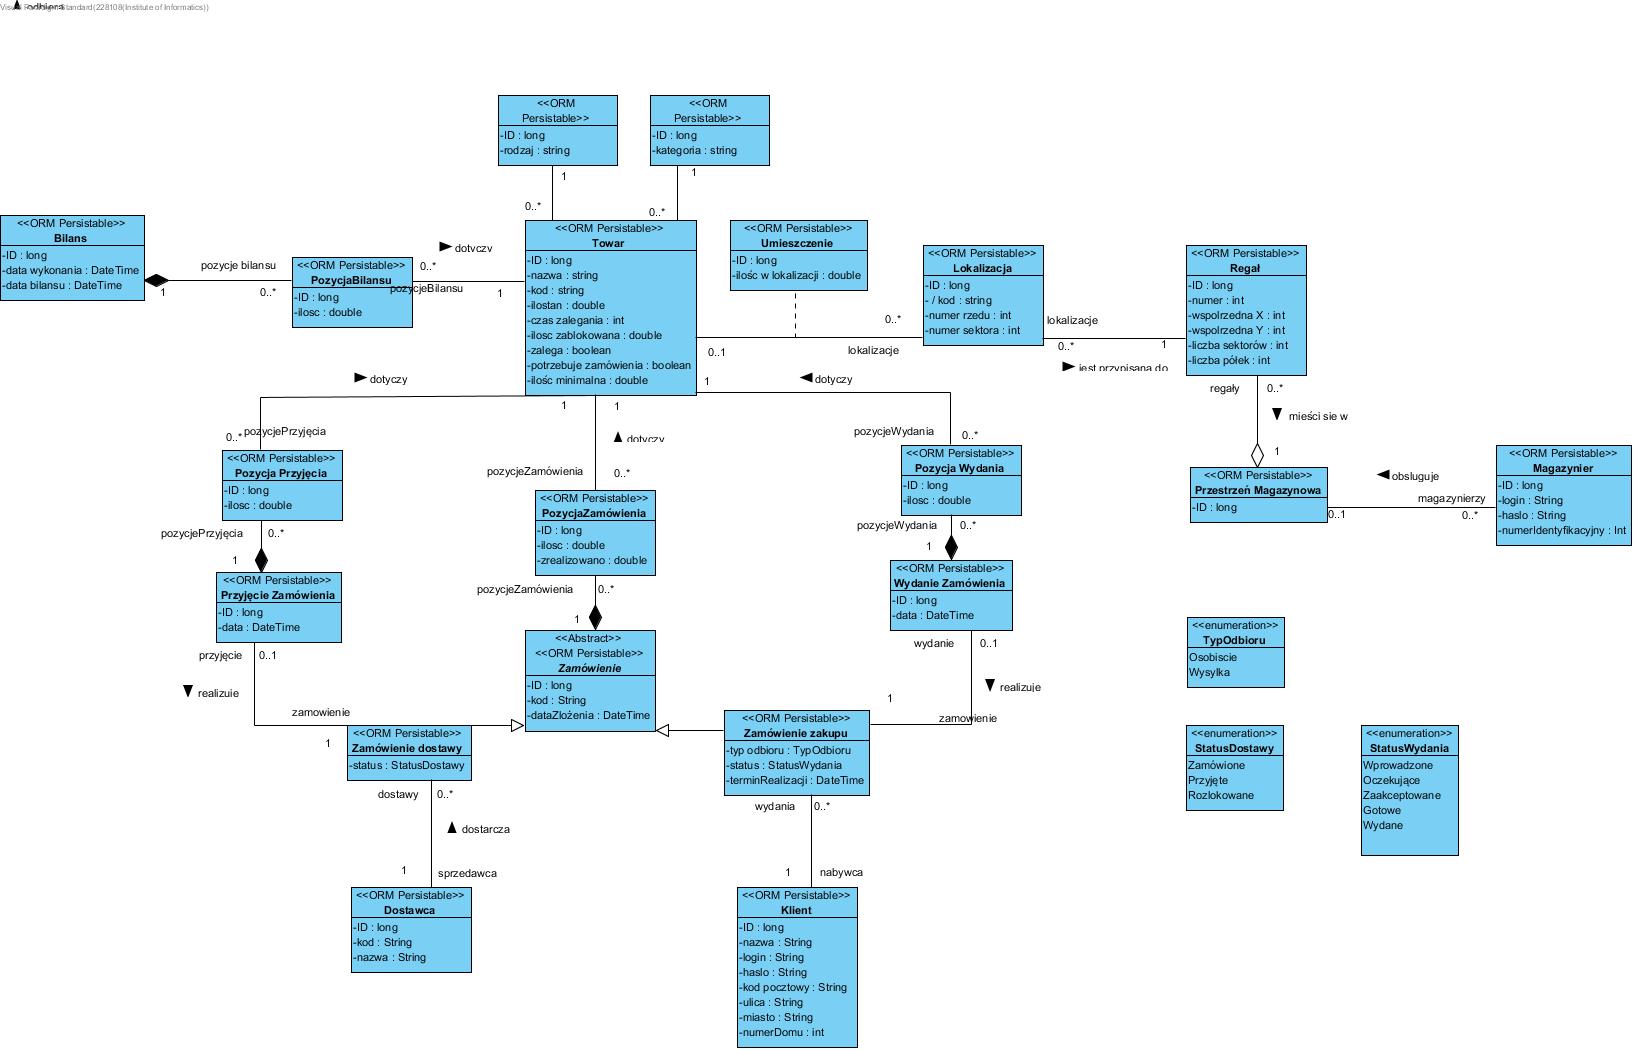 Standard(228108(Institute of Informatics))
<<ORM
Persistable>>
-ID : long
-rodzaj : string
<<ORM
Persistable>>
-ID : long
-kategoria : string
1
1
0..*
0..*
<<ORM Persistable>>
Bilans
-ID : long
-data wykonania : DateTime
-data bilansu : DateTime
pozycje bilansu
1
0..*
<<ORM Persistable>>
PozycjaBilansu
-ID : long
-ilosc : double
dotyczy
0..*
pozycjeBilansu
1
<<ORM Persistable>>
Towar
-ID : long
-nazwa : string
-kod : string
-ilostan : double
-czas zalegania : int
-ilosc zablokowana : double
-zalega : boolean
-potrzebuje zamówienia : boolean
-ilośc minimalna : double
<<ORM Persistable>>
Umieszczenie
-ID : long
-ilośc w lokalizacji : double
0..1
0..*
lokalizacje
<<ORM Persistable>>
Lokalizacja
-ID : long
- / kod : string
-numer rzedu : int
-numer sektora : int
lokalizacje
0..*
1
jest przypisana do
<<ORM Persistable>>
Regał
-ID : long
-numer : int
-wspolrzedna X : int
-wspolrzedna Y : int
-liczba sektorów : int
-liczba półek : int
regały
0..*
mieści sie w
1
dotyczy
1
dotyczy
1
1
0..*
pozycjePrzyjęcia
dotyczy
pozycjeZamówienia
0..*
pozycjeWydania
0..*
<<ORM Persistable>>
Pozycja Przyjęcia
-ID : long
-ilosc : double
pozycjePrzyjęcia
0..*
1
<<ORM Persistable>>
PozycjaZamówienia
-ID : long
-ilosc : double
-zrealizowano : double
pozycjeZamówienia
0..*
1
<<ORM Persistable>>
Pozycja Wydania
-ID : long
-ilosc : double
pozycjeWydania
0..*
1
<<ORM Persistable>>
Przestrzeń Magazynowa
-ID : long
obsluguje
magazynierzy
0..1
0..*
<<ORM Persistable>>
Magazynier
-ID : long
-login : String
-haslo : String
-numerIdentyfikacyjny : Int
<<ORM Persistable>>
Przyjęcie Zamówienia
-ID : long
-data : DateTime
przyjęcie
0..1
realizuje
zamowienie
1
<<Abstract>>
<<ORM Persistable>>
Zamówienie
-ID : long
-kod : String
-dataZlożenia : DateTime
<<ORM Persistable>>
Wydanie Zamówienia
-ID : long
-data : DateTime
wydanie
0..1
realizuje
1
zamowienie
<<enumeration>>
TypOdbioru
Osobiscie
Wysylka
<<ORM Persistable>>
Zamówienie dostawy
-status : StatusDostawy
<<ORM Persistable>>
Zamówienie zakupu
-typ odbioru : TypOdbioru
-status : StatusWydania
-terminRealizacji : DateTime
<<enumeration>>
StatusDostawy
Zamówione
Przyjęte
Rozlokowane
<<enumeration>>
StatusWydania
Wprowadzone
Oczekujące
Zaakceptowane
Gotowe
Wydane
dostawy
0..*
dostarcza
1
sprzedawca
wydania
0..*
1
nabywca
<<ORM Persistable>>
Dostawca
-ID : long
-kod : String
-nazwa : String
<<ORM Persistable>>
Klient
-ID : long
-nazwa : String
-login : String
-haslo : String
-kod pocztowy : String
-ulica : String
-miasto : String
-numerDomu : int